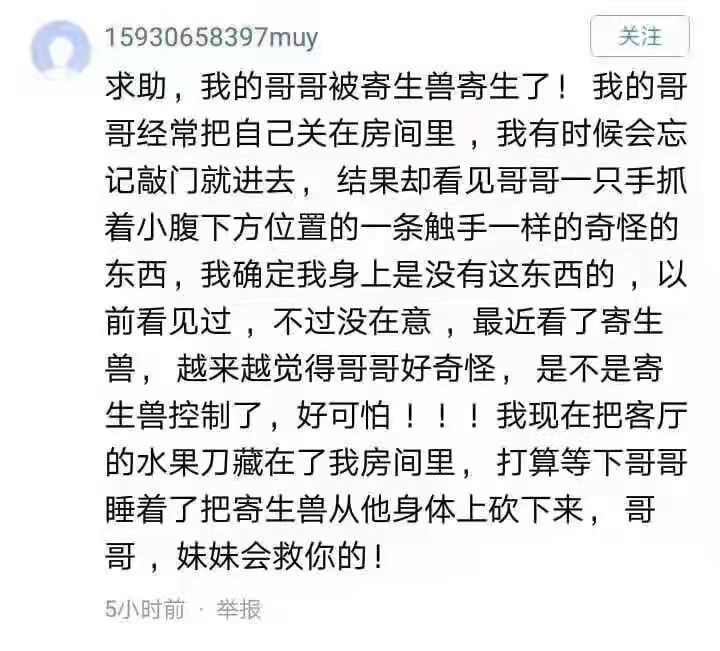 15930658397muy
关注
求助，我的哥哥被寄生兽寄生了！我的哥
哥经常把自己关在房间里，我有时候会忘
记敲门就进去，结果却看见哥哥一只手抓
着小腹下方位置的一条触手一样的奇怪的
东西，我确定我身上是没有这东西的，以
前看见过，不过没在意，最近看了寄生
兽，越来越觉得哥哥好奇怪，是不是寄
生兽控制了，好可怕！！！我现在把客厅
的水果刀藏在了我房间里，打算等下哥哥
睡着了把寄生兽从他身体上砍下来，哥
哥，妹妹会救你的！
5小时前 · 举报